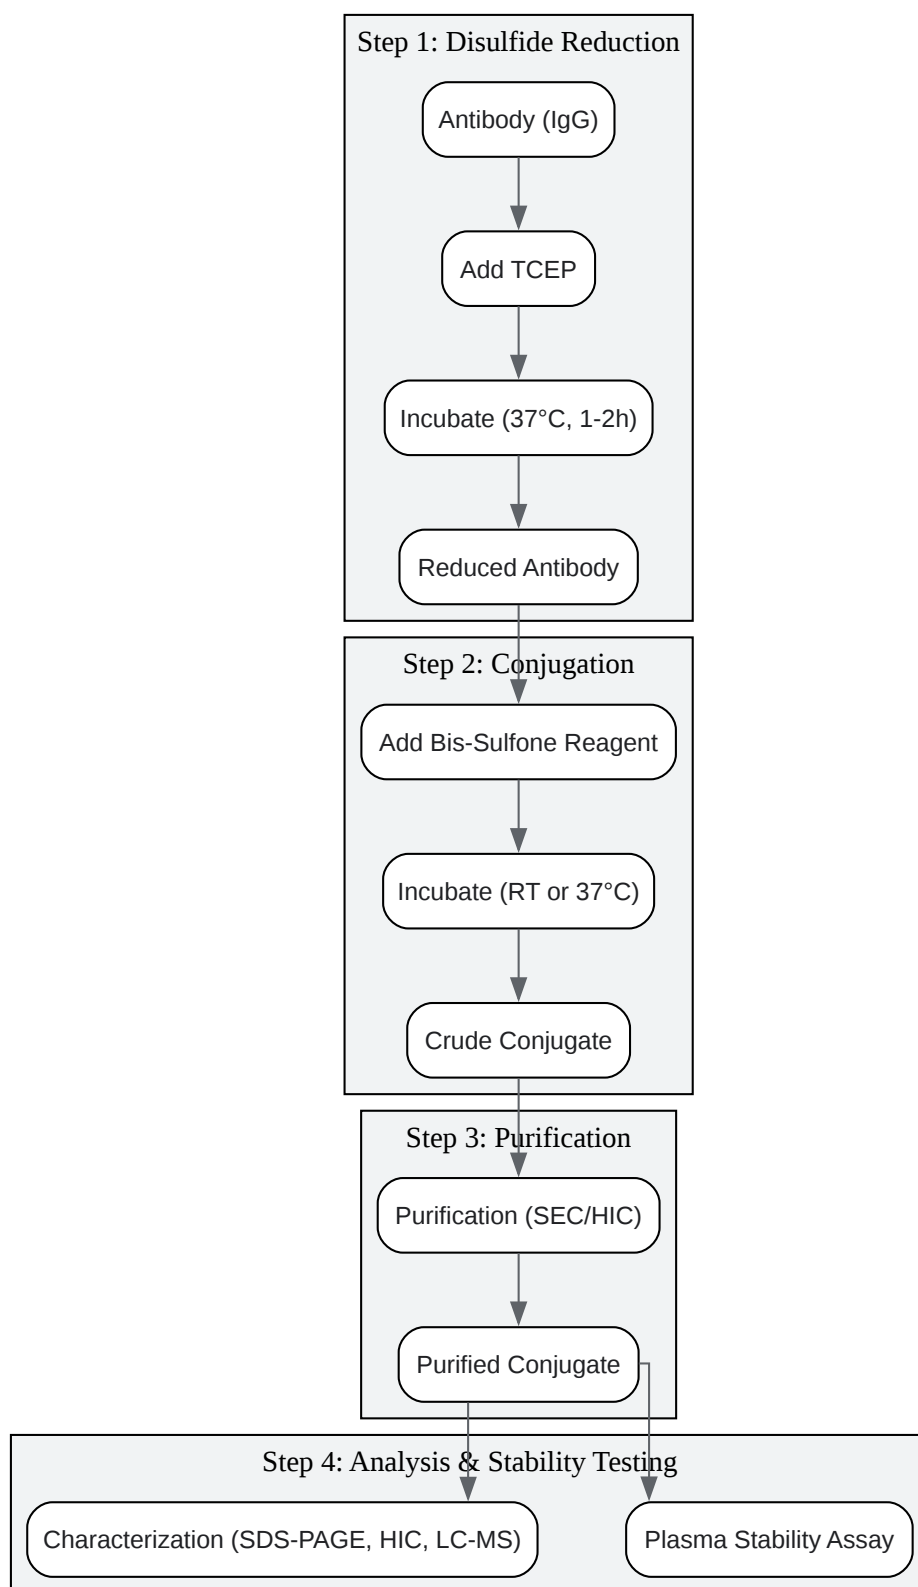 Step 1: Disulfide Reduction
Antibody (IgG)
Add TCEP
Incubate (37°C, 1-2h)
Reduced Antibody
Step 2: Conjugation
Add Bis-Sulfone Reagent
Incubate (RT or 37°C)
Crude Conjugate
Step 3: Purification
Purification (SEC/HIC)
Purified Conjugate
Step 4: Analysis & Stability Testing
Characterization (SDS-PAGE, HIC, LC-MS)
Plasma Stability Assay